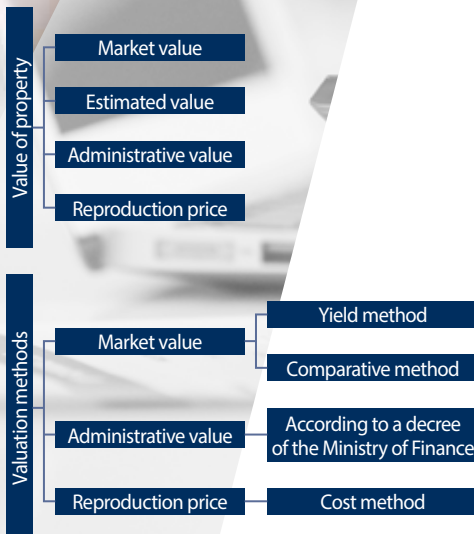 Value of property
Market value
Estimated value
Administrative value
Reproduction price
Valuation methods
Market value
Yield method
Comparative method
Administrative value
According to a decree
of the Ministry of Finance
Reproduction price
Cost method